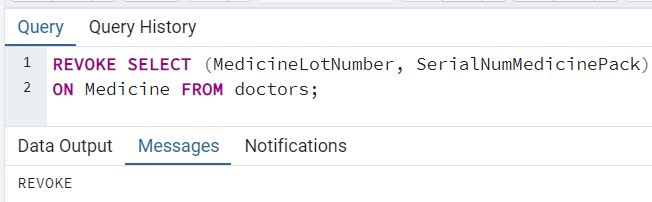 Query Query History
1 REVOKE SELECT (MedicineLotNumber, SerialNumMedicinePack)
2 ON Medicine FROM doctors;
Data Output Messages Notifications
REVOKE